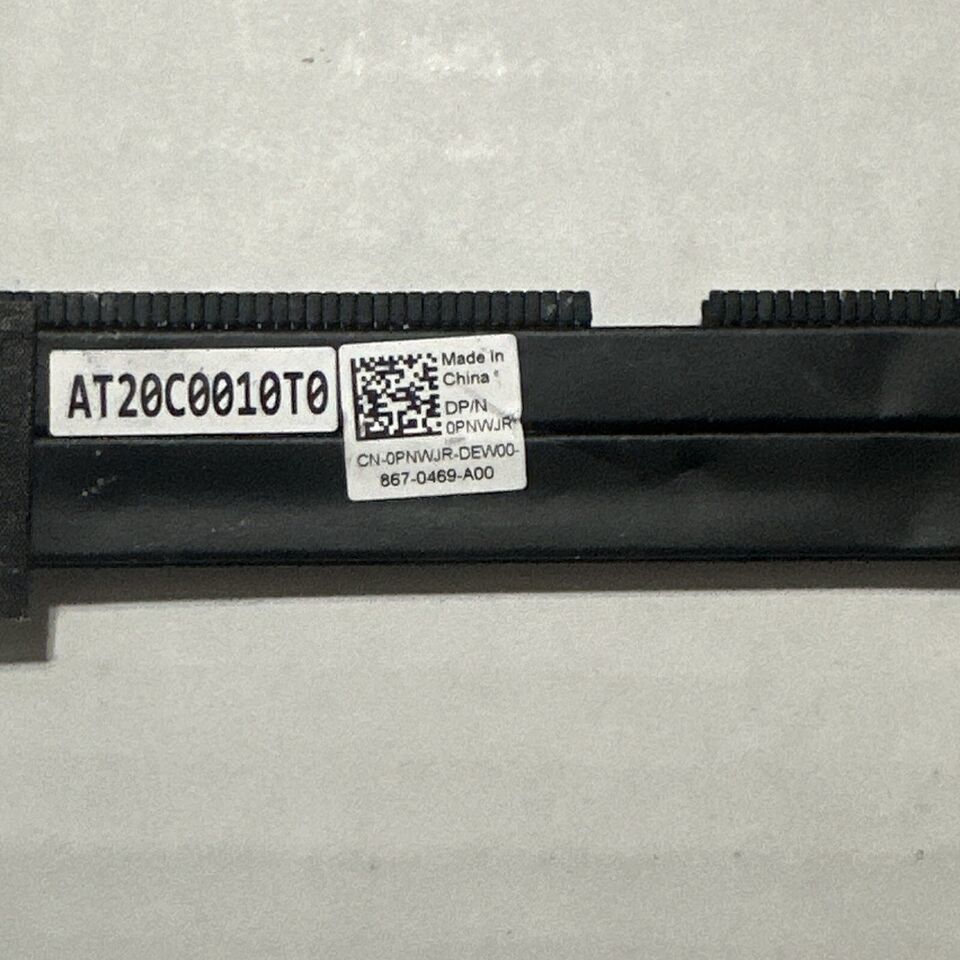 AT20C0010T0
Made in
China
DP/N
0PNWJR
CN-0PNWJR-DEW00-
867-0469-A00